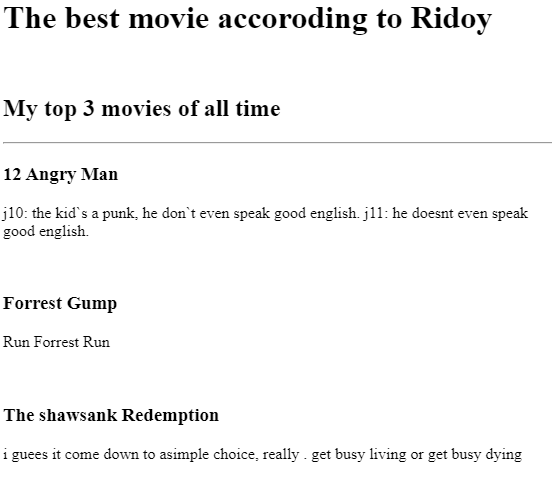 The best movie accoroding to Ridoy
My top 3 movies of all time
12 Angry Man
j10: the kid`s a punk, he don`t even speak good english. j11: he doesnt even speak
good english.
Forrest Gump
Run Forrest Run
The shawsank Redemption
i guees it come down to asimple choice, really . get busy living or get busy dying